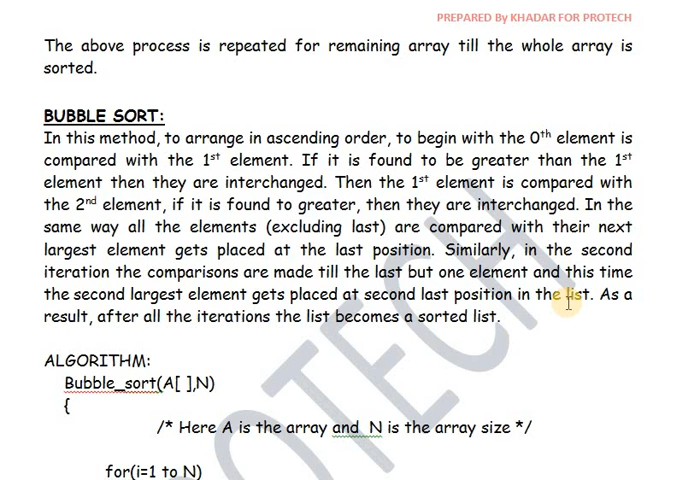 PREPARED By KHADAR FOR PROTECH
The above process is repeated for remaining array till the whole array is
sorted.
BUBBLE SORT:
In this method, to arrange in ascending order, to begin with the 0th element is
compared with the 1st element. If it is found to be greater than the 1st
element then they are interchanged. Then the 1st element is compared with
the 2nd element, if it is found to greater, then they are interchanged. In the
same way all the elements (excluding last) are compared with their next
largest element gets placed at the last position. Similarly, in the second
iteration the comparisons are made till the last but one element and this time
the second largest element gets placed at second last position in the list. As a
result, after all the iterations the list becomes a sorted list.
ALGORITHM:
Bubble_sort(A[ ],N)
{
/* Here A is the array and N is the array size */
for(i=1 to N)